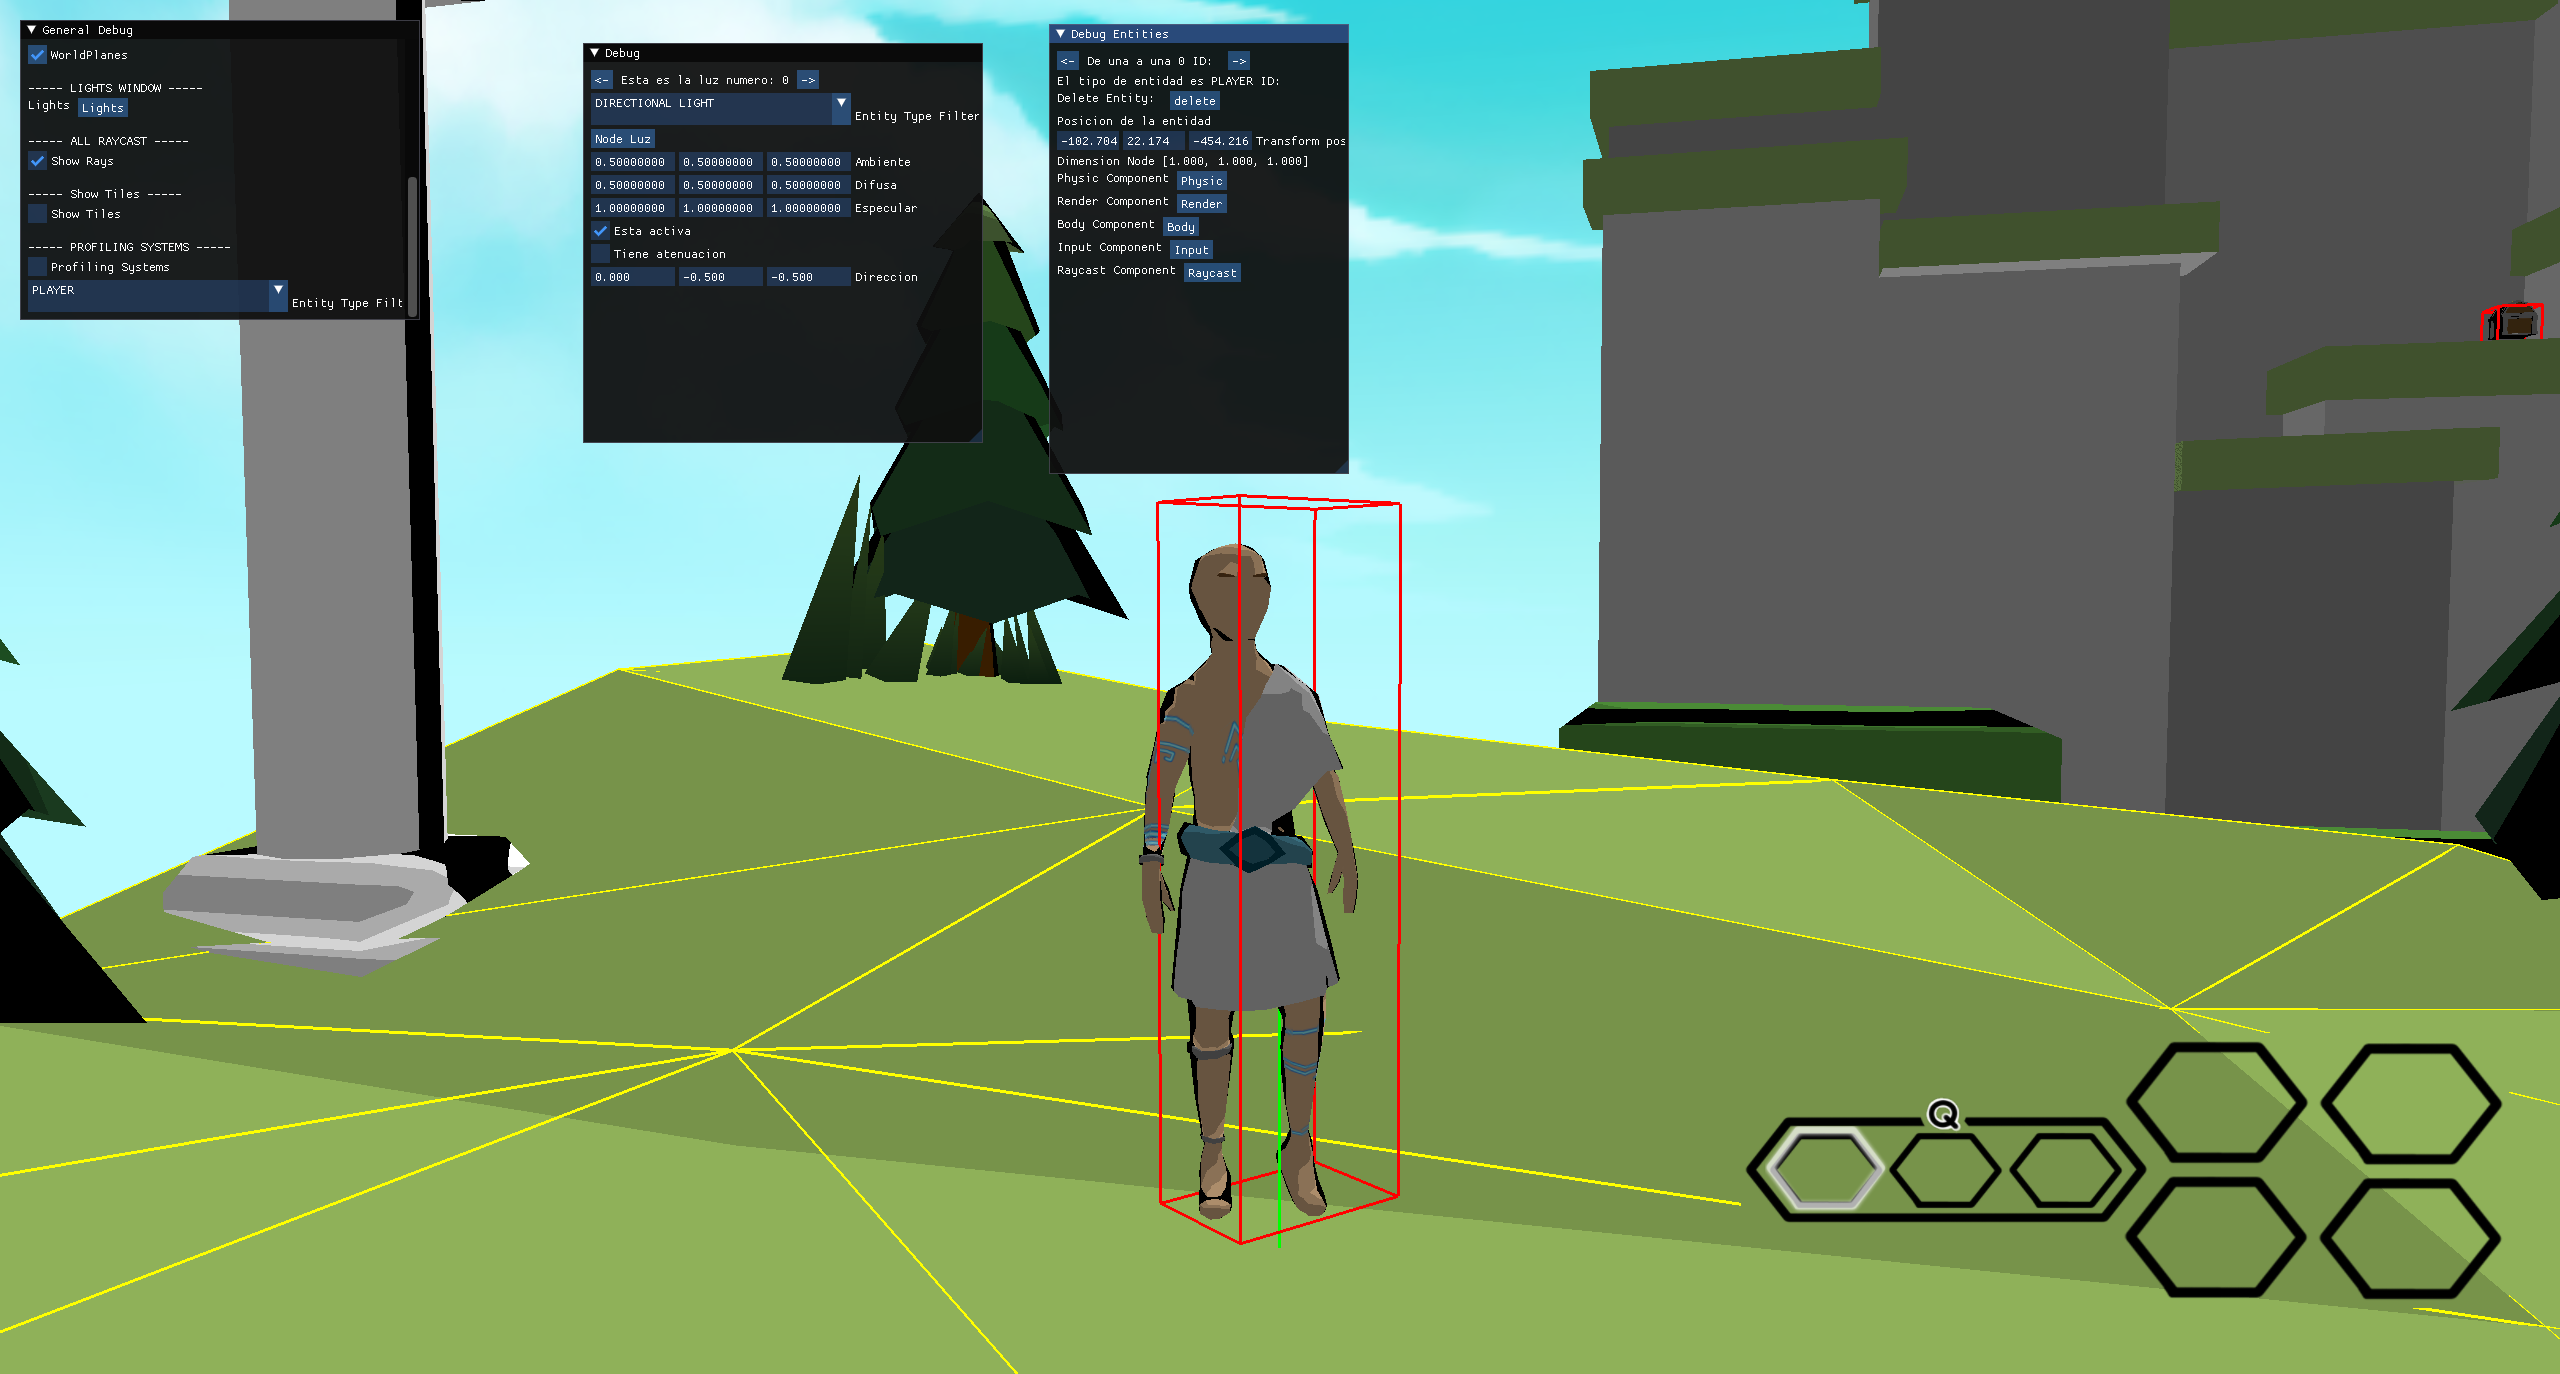 General Debug
WorldPlanes
----- LIGHTS WINDOW -----
Lights Lights
----- ALL RAYCAST -----
Show Rays
----- Show Tiles -----
Show Tiles
----- PROFILING SYSTEMS -----
Profiling Systems
PLAYER Entity Type Filt
Debug
<- Esta es la luz numero: 0 ->
DIRECTIONAL LIGHT Entity Type Filter
Node Luz
0.50000000 0.50000000 0.50000000 Ambiente
0.50000000 0.50000000 0.50000000 Difusa
1.00000000 1.00000000 1.00000000 Especular
Esta activa
Tiene atenuacion
0.000 -0.500 -0.500 Direccion
Debug Entities
<- De una a una 0 ID: ->
El tipo de entidad es PLAYER ID:
Delete Entity: delete
Posicion de la entidad
-102.704 22.174 -454.216 Transform pos
Dimension Node [1.000, 1.000, 1.000]
Physic Component Physic
Render Component Render
Body Component Body
Input Component Input
Raycast Component Raycast
Q